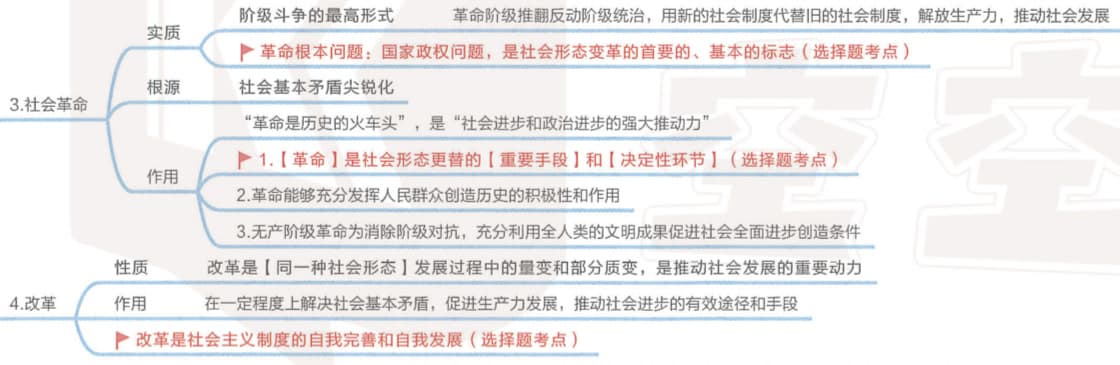 3.社会革命
实质
阶级斗争的最高形式 革命阶级推翻反动阶级统治，用新的社会制度代替旧的社会制度，解放生产力，推动社会发展
革命根本问题：国家政权问题，是社会形态变革的首要的、基本的标志（选择题考点）
根源
社会基本矛盾尖锐化
作用
“革命是历史的火车头”，是“社会进步和政治进步的强大推动力”
1.【革命】是社会形态更替的【重要手段】和【决定性环节】（选择题考点）
2.革命能够充分发挥人民群众创造历史的积极性和作用
3.无产阶级革命为消除阶级对抗，充分利用全人类的文明成果促进社会全面进步创造条件
4.改革
性质 改革是【同一种社会形态】发展过程中的量变和部分质变，是推动社会发展的重要动力
作用 在一定程度上解决社会基本矛盾，促进生产力发展，推动社会进步的有效途径和手段
改革是社会主义制度的自我完善和自我发展（选择题考点）
空空